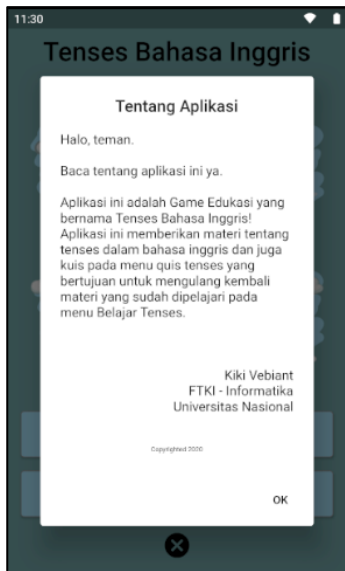 11:30
Tenses Bahasa Inggris
Tentang Aplikasi
Halo, teman.
Baca tentang aplikasi ini ya.
Aplikasi ini adalah Game Edukasi yang
bernama Tenses Bahasa Inggris!
Aplikasi ini memberikan materi tentang
tenses dalam bahasa inggris dan juga
kuis pada menu quis tenses yang
bertujuan untuk mengulang kembali
materi yang sudah dipelajari pada
menu Belajar Tenses.
Kiki Vebiant
FTKI - Informatika
Universitas Nasional
Copyrighted 2000
OK